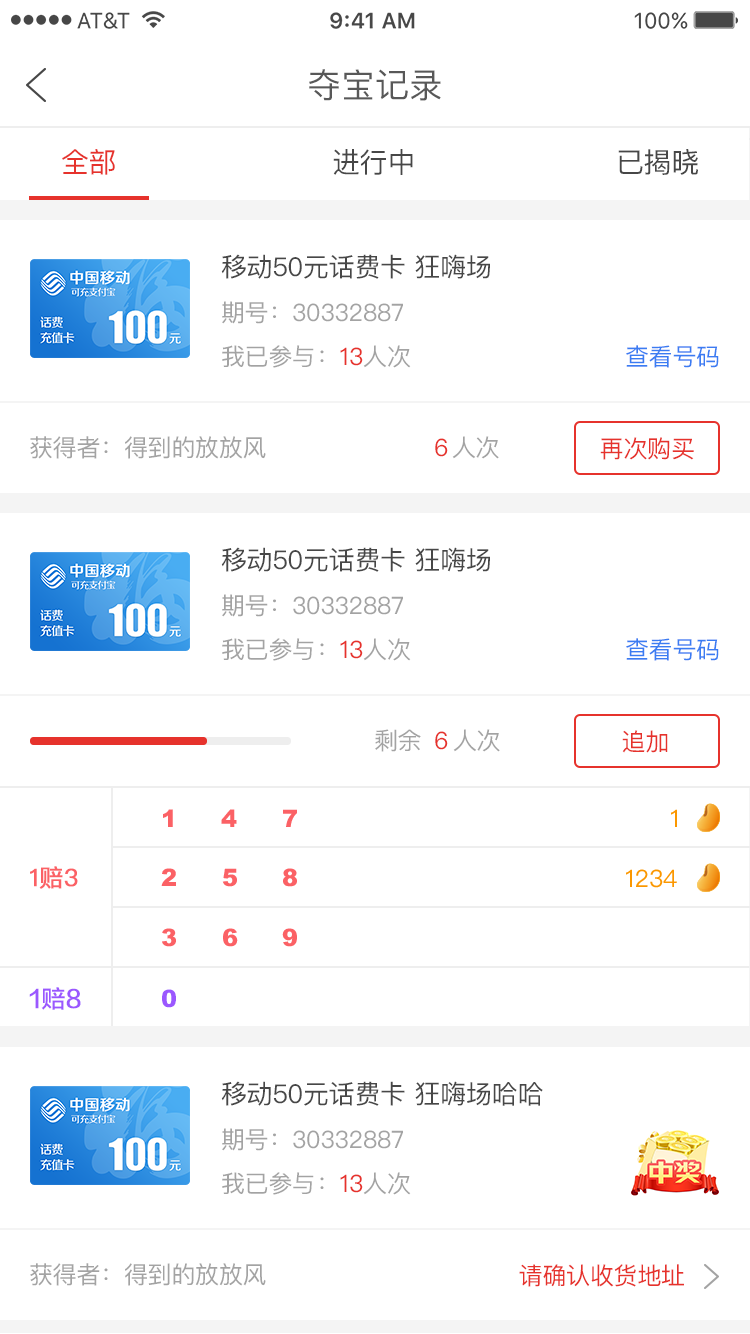 AT&T 9:41 AM 100%
夺宝记录
全部 进行中 已揭晓
中国移动
可充支付宝
话费
充值卡 100元
移动50元话费卡 狂嗨场
期号：30332887
我已参与：13人次 查看号码
获得者：得到的放放风 6人次 再次购买
中国移动
可充支付宝
话费
充值卡 100元
移动50元话费卡 狂嗨场
期号：30332887
我已参与：13人次 查看号码
剩余 6人次 追加
1赔3
1 4 7 1
2 5 8 1234
3 6 9
1赔8 0
中国移动
可充支付宝
话费
充值卡 100元
移动50元话费卡 狂嗨场哈哈
期号：30332887
我已参与：13人次
中奖
获得者：得到的放放风 请确认收货地址